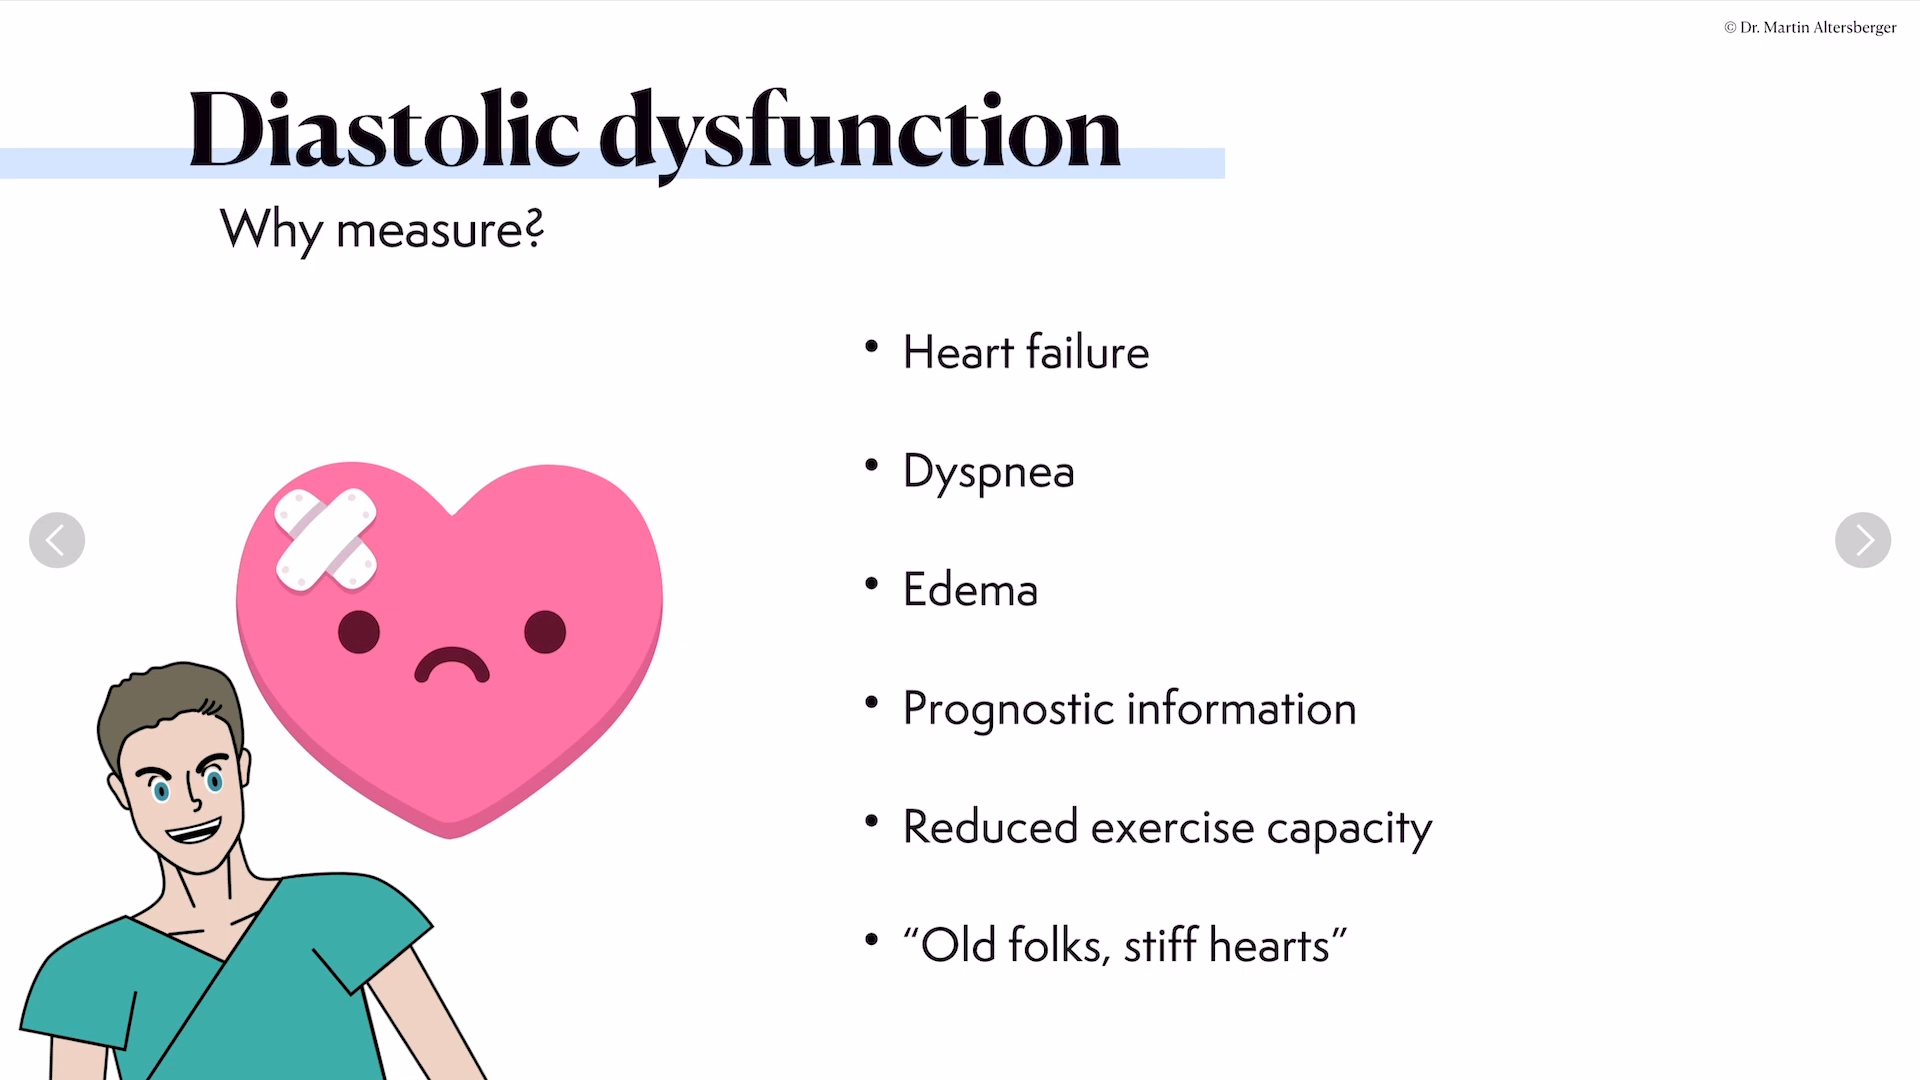 © Dr. Martin Altersberger
Diastolic dysfunction
Why measure?
• Heart failure
• Dyspnea
• Edema
• Prognostic information
• Reduced exercise capacity
• “Old folks, stiff hearts”